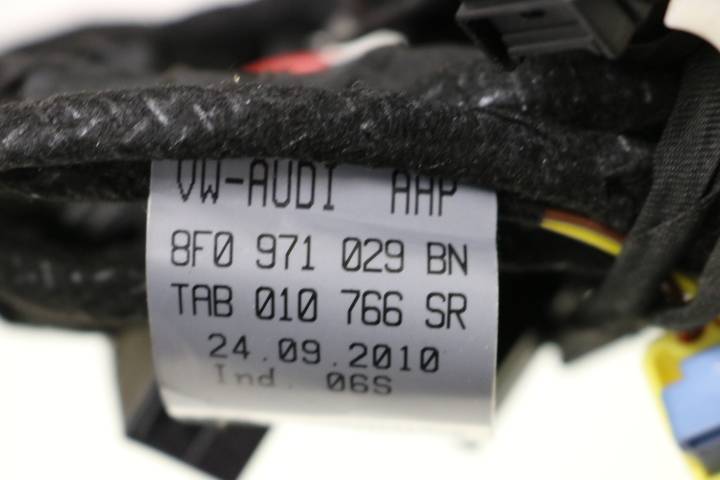 VW-AUDI AAP
8F0 971 029 BN
TAB 010 766 SR
24.09.2010
Ind. 06S